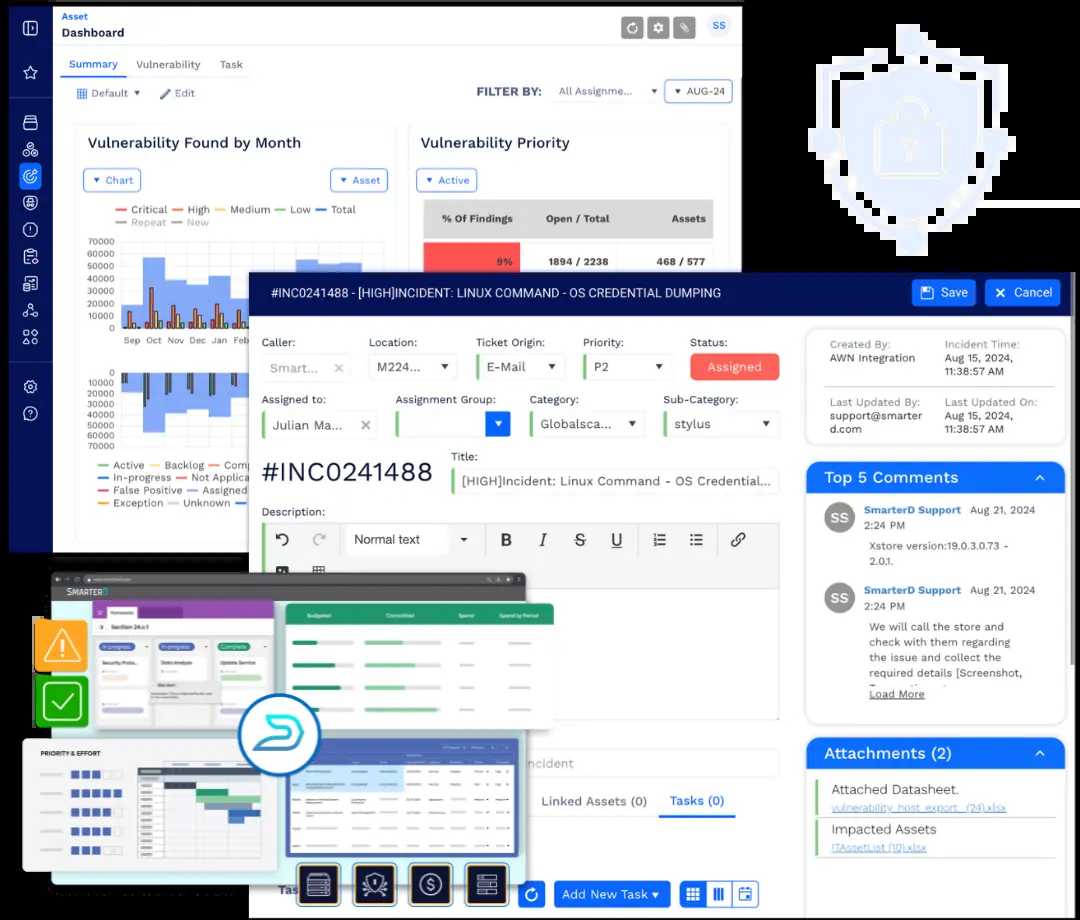 Asset
Dashboard
SS
Summary
Vulnerability
Task
Default
Edit
FILTER BY:
All Assignme...
AUG-24
Vulnerability Found by Month
Chart
Asset
Critical
High
Medium
Low
Total
Repeat
New
70000
60000
50000
40000
30000
20000
10000
0
Sep Oct Nov Dec Jan Feb
0
10000
20000
30000
40000
50000
60000
70000
Active
Backlog
In-progress
False Positive
Assigned
Exception
Unknown
Vulnerability Priority
Active
% Of Findings
Open / Total
Assets
9%
1894 / 2238
468 / 577
#INC0241488 - [HIGH]INCIDENT: LINUX COMMAND - OS CREDENTIAL DUMPING
Save
Cancel
Caller:
Smart...
Location:
M224...
Ticket Origin:
E-Mail
Priority:
P2
Status:
Assigned
Assigned to:
Julian Ma...
Assignment Group:
Category:
Globalsca...
Sub-Category:
stylus
#INC0241488
Title:
[HIGH]Incident: Linux Command - OS Credential...
Description:
Normal text
B I S U
Linked Assets (0)
Tasks (0)
Add New Task
Created By:
AWN Integration
Incident Time:
Aug 15, 2024,
11:38:57 AM
Last Updated By:
support@smarter
d.com
Last Updated On:
Aug 15, 2024,
11:38:57 AM
Top 5 Comments
SS
SmarterD Support Aug 21, 2024
2:24 PM
Xstore version:19.0.3.0.73 -
2.0.1.
SS
SmarterD Support Aug 21, 2024
2:24 PM
We will call the store and
check with them regarding
the issue and collect the
required details [Screenshot,
Load More
Attachments (2)
Attached Datasheet.
vulnerability_host_export_ (24).xlsx
Impacted Assets
ITAssetList (10).xlsx
SMARTERD
Section 24.c.1
In progress
In progress
Complete
Data Analysis
Update Service
Budgeted
Committed
Spend
Spend by Period
PRIORITY & EFFORT